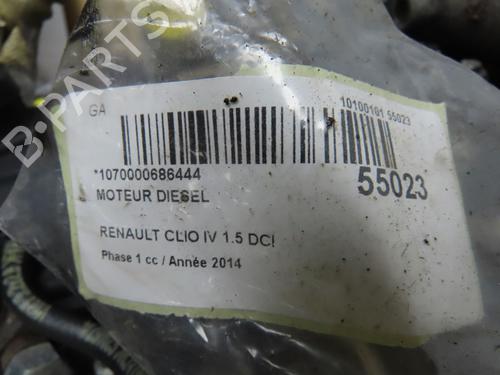 GA
10100101 55023
*1070000686444
55023
MOTEUR DIESEL
RENAULT CLIO IV 1.5 DCI
Phase 1 cc / Année 2014
B-PARTS